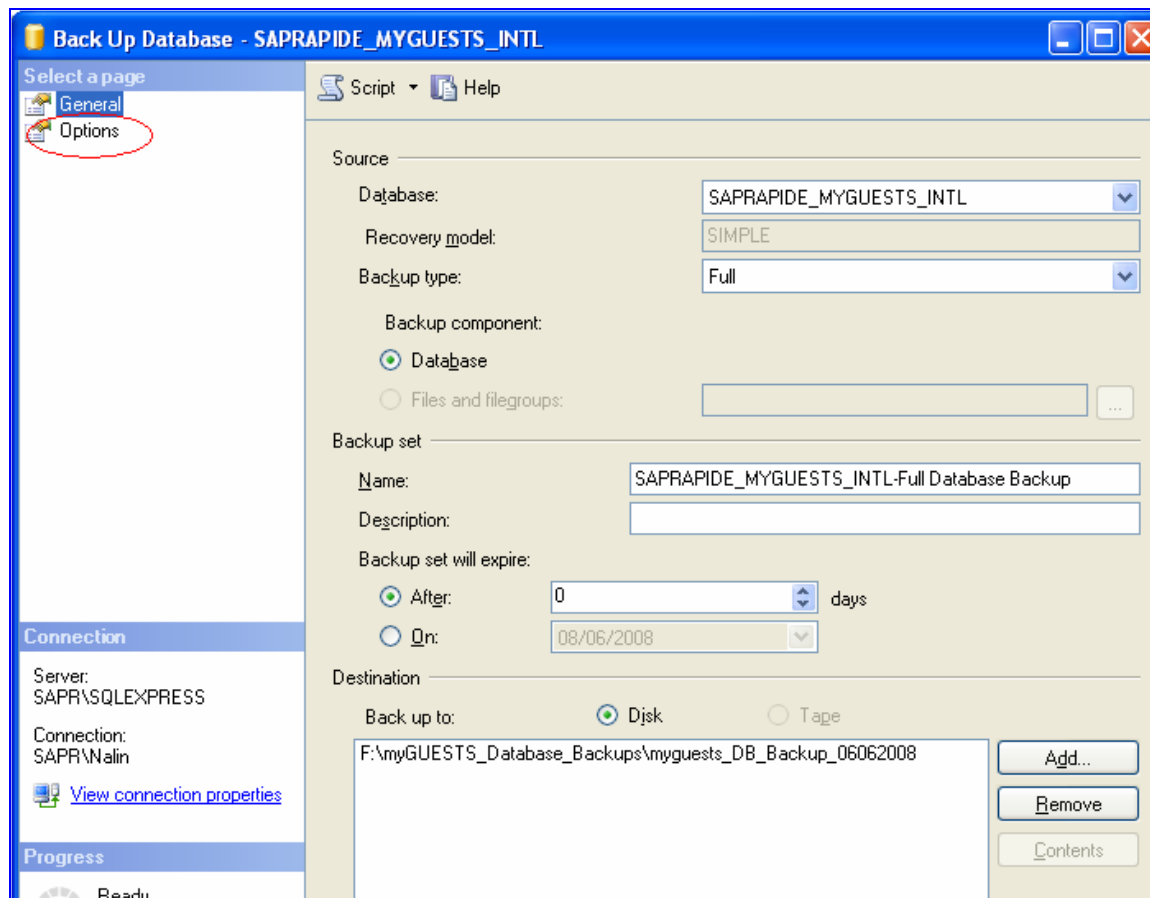 Back Up Database - SAPRAPIDE_MYGUESTS_INTL
Select a page
General
Options
Script
Help
Source
Database:
SAPRAPIDE_MYGUESTS_INTL
Recovery model:
SIMPLE
Backup type:
Full
Backup component:
Database
Files and filegroups:
...
Backup set
Name:
SAPRAPIDE_MYGUESTS_INTL-Full Database Backup
Description:
Backup set will expire:
After:
0
days
On:
08/06/2008
Destination
Back up to:
Disk
Tape
F:\myGUESTS_Database_Backups\myguests_DB_Backup_06062008
Add...
Remove
Contents
Connection
Server:
SAPR\SQLEXPRESS
Connection:
SAPR\Nalin
View connection properties
Progress
Ready